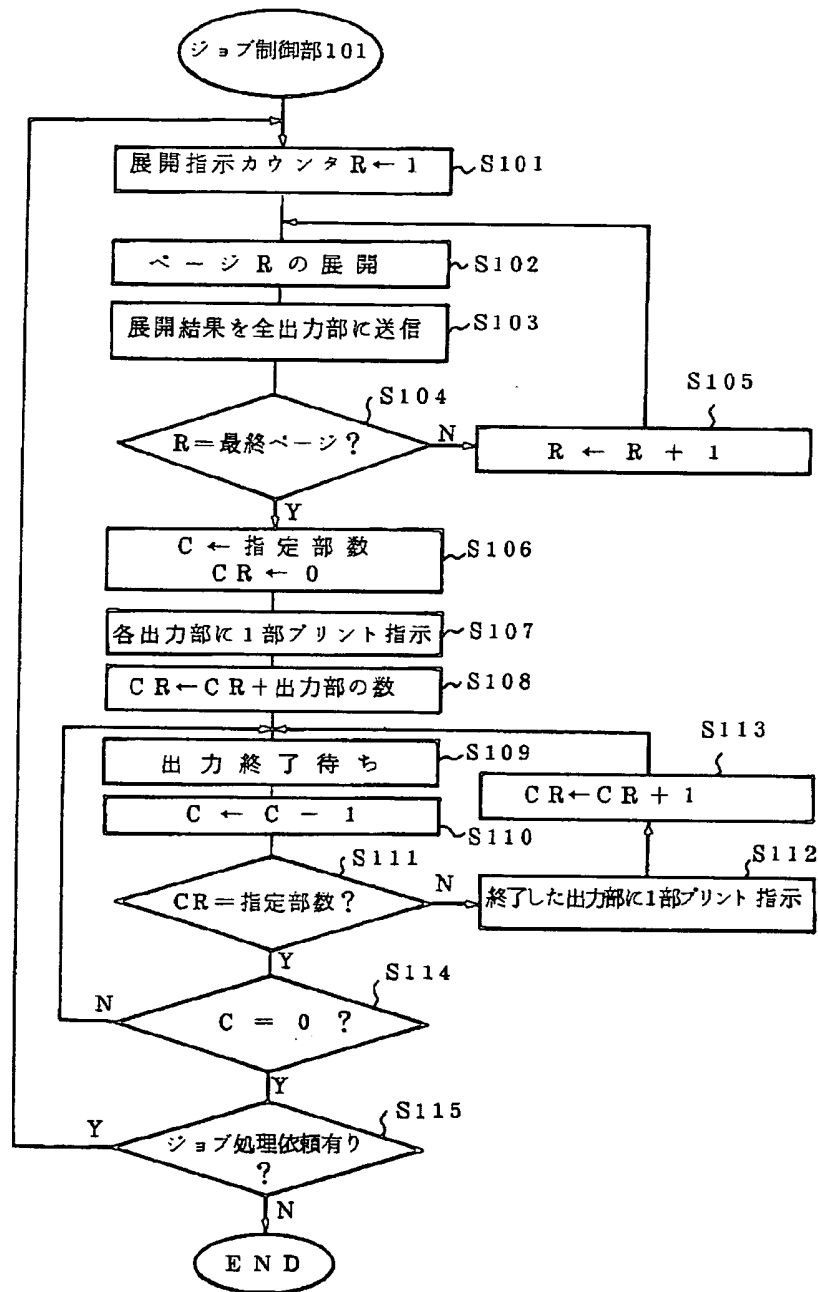 ジョブ制御部101
展開指示カウンタR←1
S101
ページRの展開
S102
展開結果を全出力部に送信
S103
S104
R=最終ページ?
N
S105
R ← R + 1
Y
C ← 指定部数
CR ← 0
S106
各出力部に1部プリント指示
S107
CR←CR+出力部の数
S108
出力終了待ち
S109
C ← C - 1
S110
S113
CR←CR+1
S111
CR=指定部数?
N
S112
終了した出力部に1部プリント指示
Y
S114
N
C = 0 ?
Y
S115
Y
ジョブ処理依頼有り
?
N
END